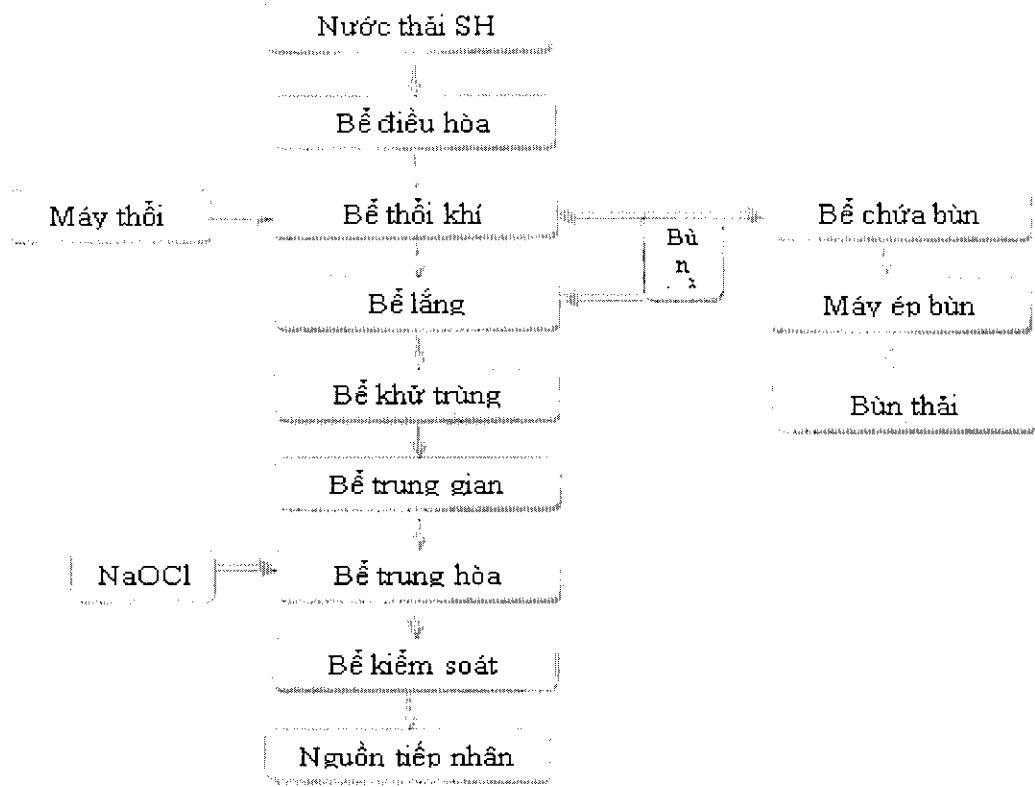 Nước thải SH
Bể điều hòa
Máy thổi
Bể thổi khí
Bể chứa bùn
Bù
n
Bể lắng
Máy ép bùn
Bể khử trùng
Bùn thải
Bể trung gian
NaOCl
Bể trung hòa
Bể kiểm soát
Nguồn tiếp nhận